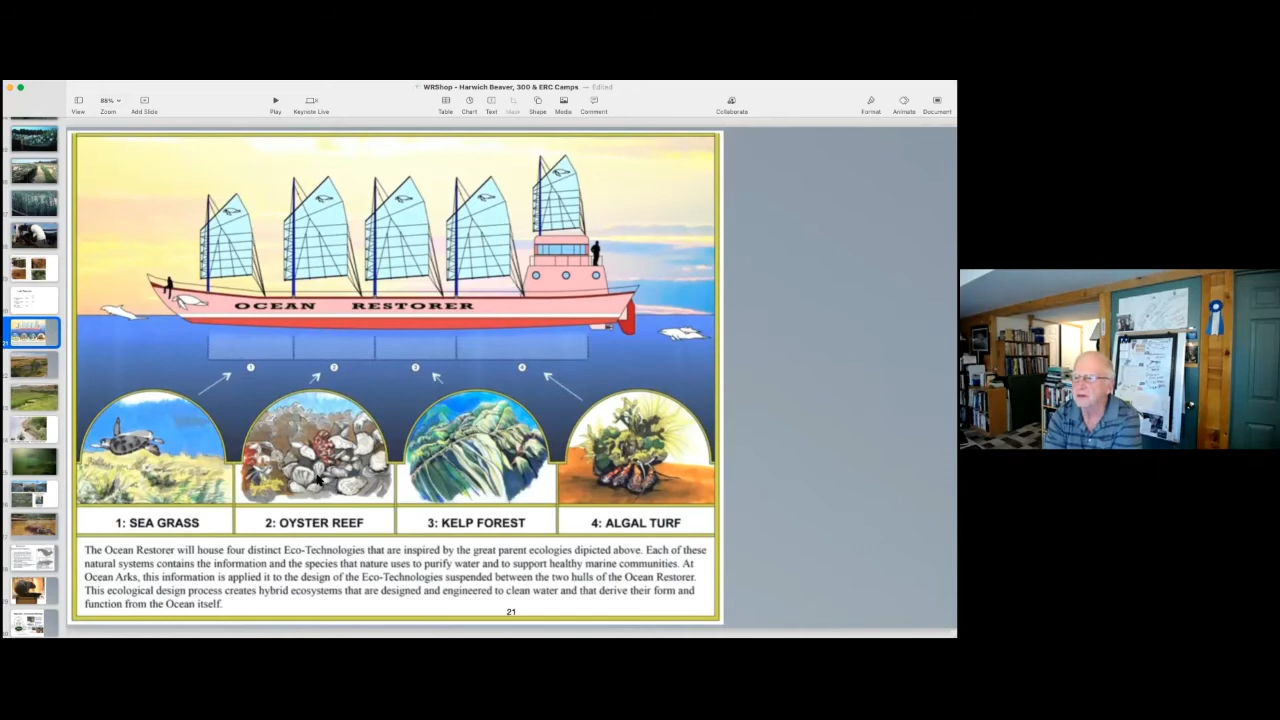 WRShop - Harwich Beaver, 300 & ERC Camps — Edited
88%
View Zoom Add Slide Play Keynote Live Table Chart Text Mask Shape Media Comment Collaborate Format Animate Document
OCEAN RESTORER
1 2 3 4
1: SEA GRASS 2: OYSTER REEF 3: KELP FOREST 4: ALGAL TURF
The Ocean Restorer will house four distinct Eco-Technologies that are inspired by the great parent ecologies dipicted above. Each of these
natural systems contains the information and the species that nature uses to purify water and to support healthy marine communities. At
Ocean Arks, this information is applied it to the design of the Eco-Technologies suspended between the two hulls of the Ocean Restorer.
This ecological design process creates hybrid ecosystems that are designed and engineered to clean water and that derive their form and
function from the Ocean itself.
21